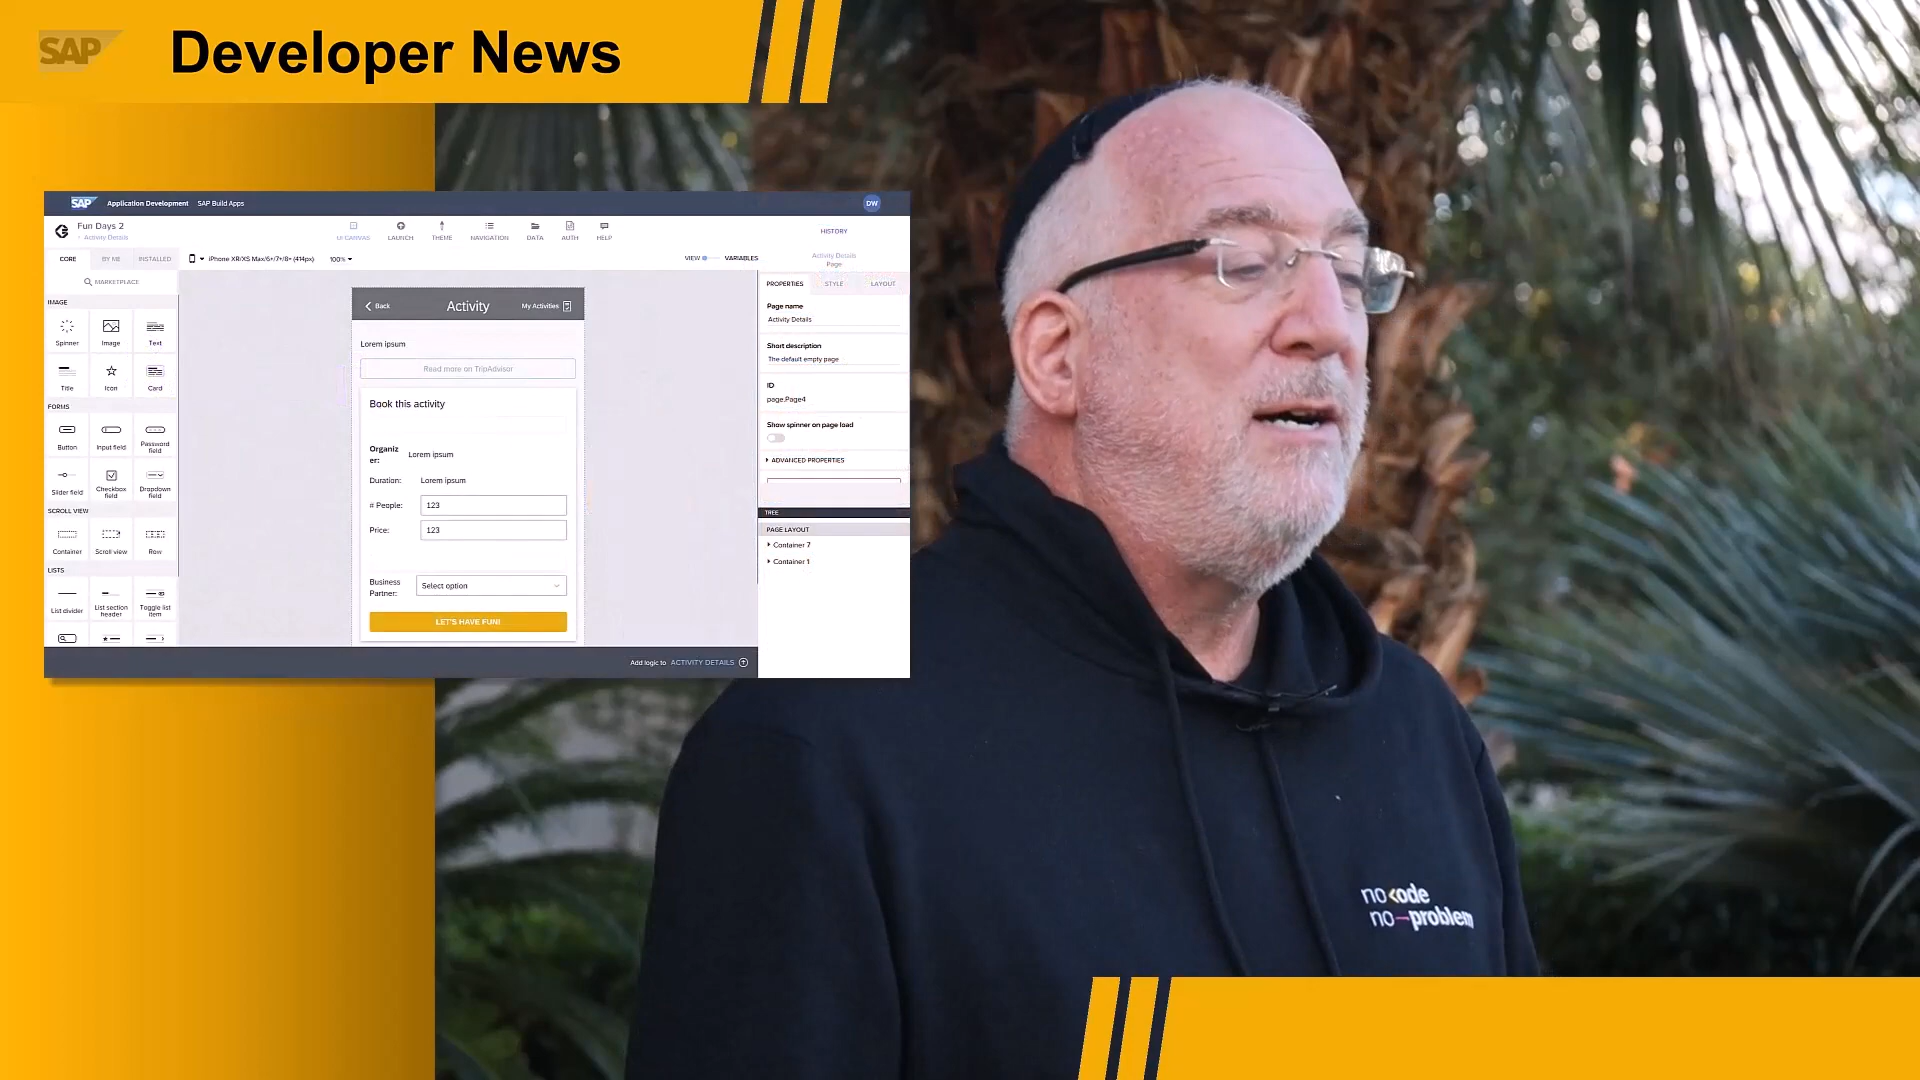 SAP
Developer News
SAP Application Development SAP Build Apps
DW
Fun Days 2
Activity Details
UI CANVAS LAUNCH THEME NAVIGATION DATA AUTH HELP
HISTORY
CORE BY ME INSTALLED
iPhone XR/XS Max/6+/7+/8+ (414px) 100%
VIEW VARIABLES
Activity Details
Page
MARKETPLACE
PROPERTIES STYLE LAYOUT
IMAGE
Spinner Image Text
Title Icon Card
FORMS
Button Input field Password field
Slider field Checkbox field Dropdown field
SCROLL VIEW
Container Scroll view Row
LISTS
List divider List section header Toggle list item
Back Activity My Activities
Lorem ipsum
Read more on TripAdvisor
Book this activity
Organiz
er: Lorem ipsum
Duration: Lorem ipsum
# People: 123
Price: 123
Business
Partner: Select option
LET'S HAVE FUN!
Page name
Activity Details
Short description
The default empty page
ID
page.Page4
Show spinner on page load
ADVANCED PROPERTIES
TREE
PAGE LAYOUT
Container 7
Container 1
Add logic to ACTIVITY DETAILS
no<ode
no—problem